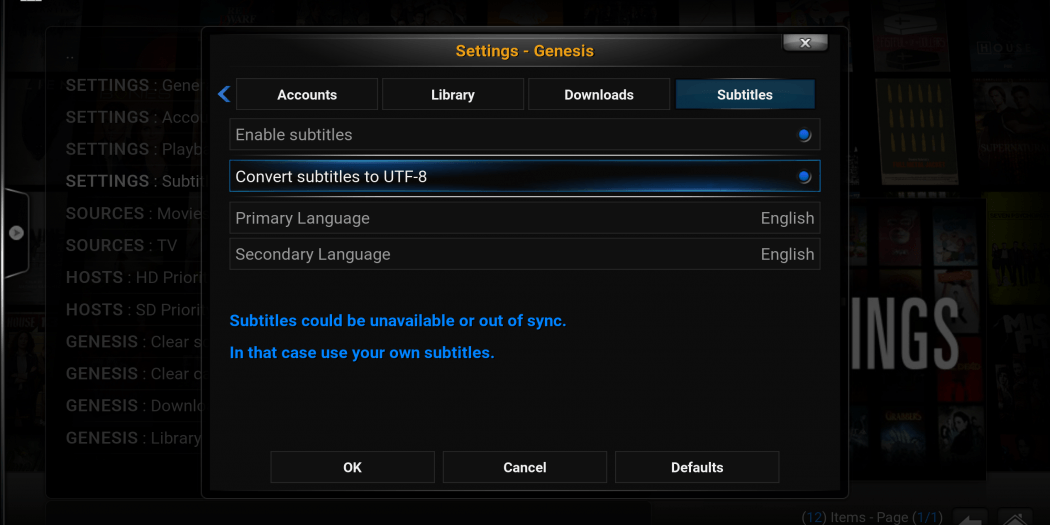 Settings - Genesis
Accounts
Library
Downloads
Subtitles
Enable subtitles
Convert subtitles to UTF-8
Primary Language English
Secondary Language English
Subtitles could be unavailable or out of sync.
In that case use your own subtitles.
OK
Cancel
Defaults
..
SETTINGS : Gene
SETTINGS : Acco
SETTINGS : Playb
SETTINGS : Subti
SOURCES : Movie
SOURCES : TV
HOSTS : HD Priori
HOSTS : SD Priori
GENESIS : Clear s
GENESIS : Clear c
GENESIS : Downlo
GENESIS : Library
INGS
HOUSE
(12) Items - Page (1/1)